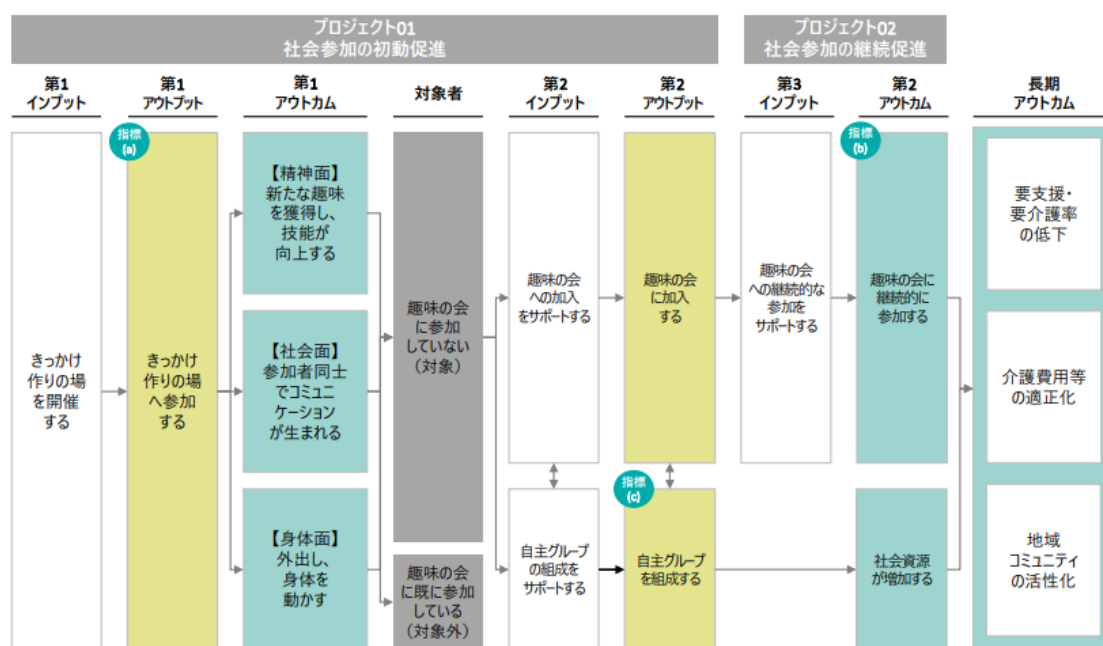 プロジェクト01
社会参加の初動促進
プロジェクト02
社会参加の継続促進
第1
インプット
第1
アウトプット
第1
アウトカム
対象者
第2
インプット
第2
アウトプット
第3
インプット
第2
アウトカム
長期
アウトカム
きっかけ
作りの場
を開催
する
指標
(a)
きっかけ
作りの場
へ参加
する
【精神面】
新たな趣味
を獲得し、
技能が
向上する
【社会面】
参加者同士
でコミュニ
ケーション
が生まれる
【身体面】
外出し、
身体を
動かす
趣味の会
に参加
していない
（対象）
趣味の会
に既に参加
している
（対象外）
趣味の会
への加入
をサポートする
自主グループ
の組成を
サポートする
趣味の会
に加入
する
指標
(c)
自主グループ
を組成する
趣味の会
への継続的な
参加を
サポートする
指標
(b)
趣味の会に
継続的に
参加する
社会資源
が増加する
要支援・
要介護率
の低下
介護費用等
の適正化
地域
コミュニティ
の活性化